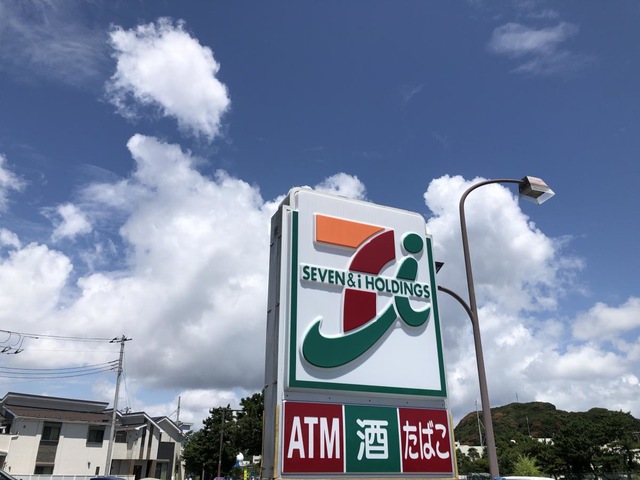 SEVEN & i HOLDINGS
ATM 酒 たばこ